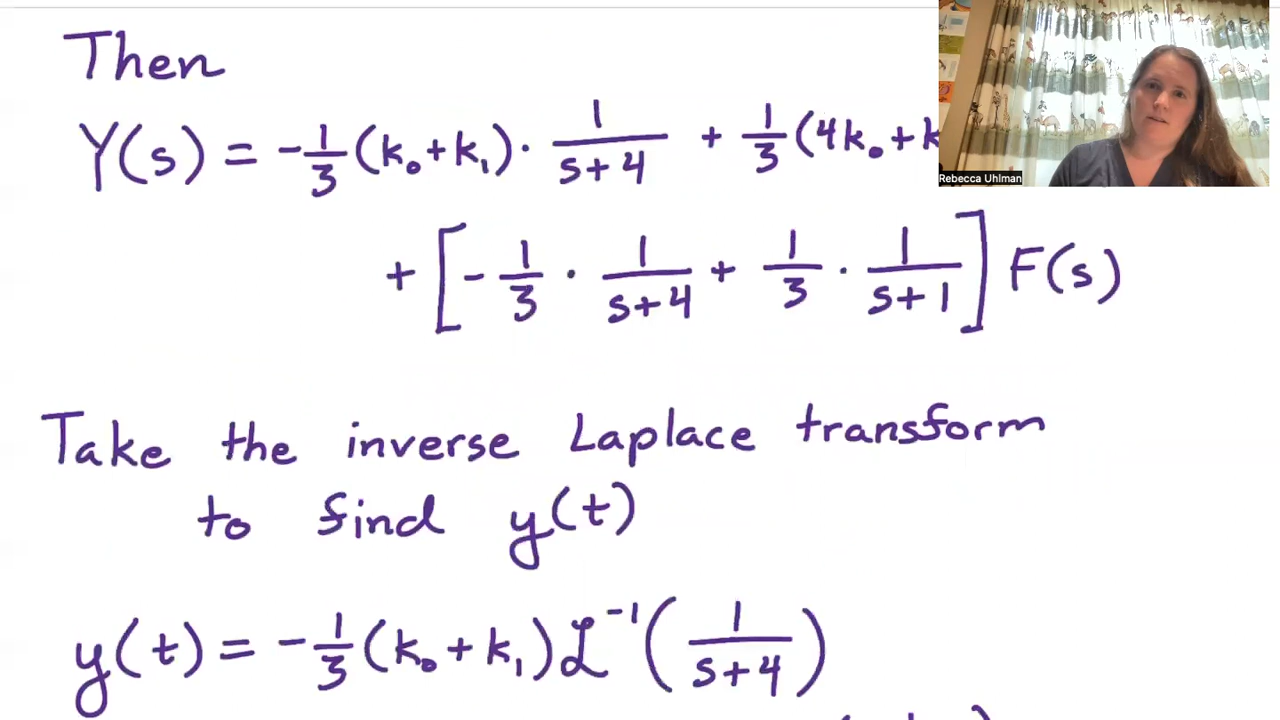 Then
Y(s) = -1/3 (k₀+k₁) · 1/(s+4) + 1/3 (4k₀+k
Rebecca Uhlman
+ [ -1/3 · 1/(s+4) + 1/3 · 1/(s+1) ] F(s)
Take the inverse Laplace transform
to find y(t)
y(t) = -1/3 (k₀+k₁) ℒ⁻¹ ( 1/(s+4) )